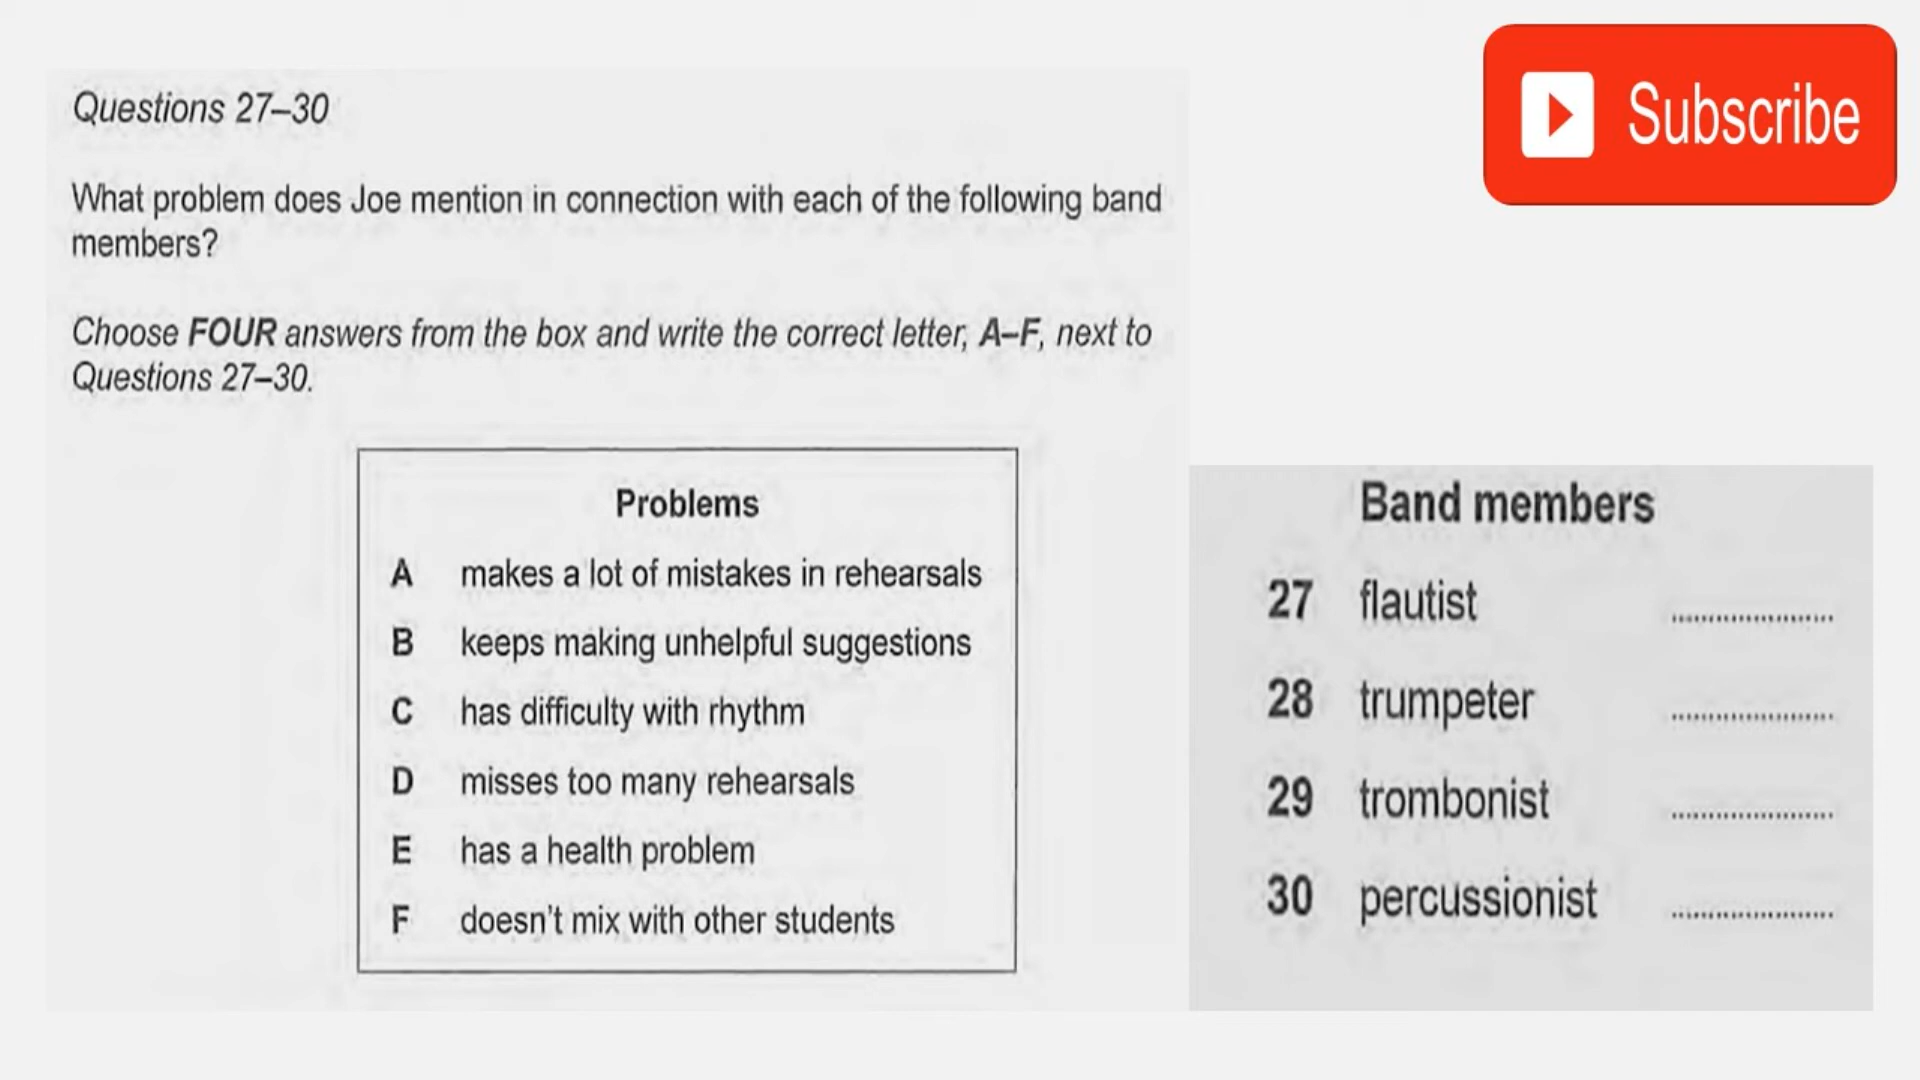 Questions 27–30
What problem does Joe mention in connection with each of the following band
members?
Choose FOUR answers from the box and write the correct letter, A–F, next to
Questions 27–30.
Problems
A makes a lot of mistakes in rehearsals
B keeps making unhelpful suggestions
C has difficulty with rhythm
D misses too many rehearsals
E has a health problem
F doesn't mix with other students
Subscribe
Band members
27 flautist ....................
28 trumpeter ....................
29 trombonist ....................
30 percussionist ....................